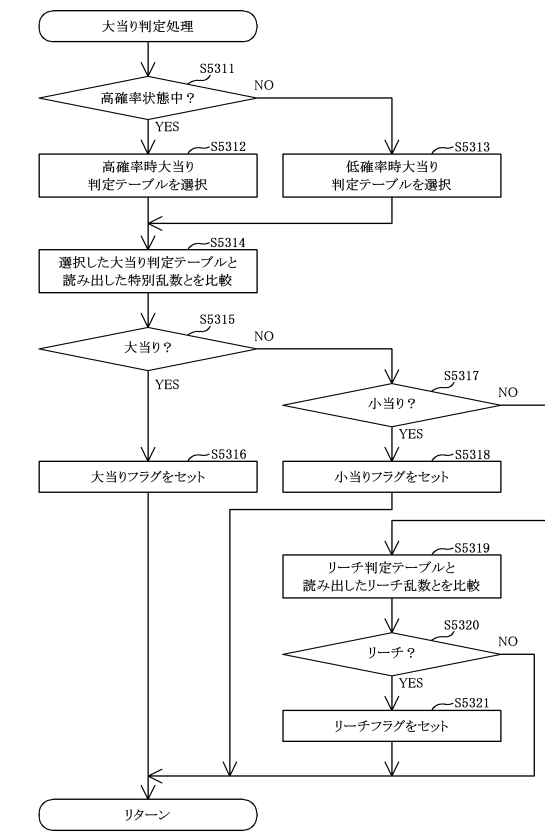 大当り判定処理
S5311
高確率状態中？
NO
YES
S5312
高確率時大当り
判定テーブルを選択
S5313
低確率時大当り
判定テーブルを選択
S5314
選択した大当り判定テーブルと
読み出した特別乱数とを比較
S5315
大当り？
NO
YES
S5317
小当り？
NO
YES
S5316
大当りフラグをセット
S5318
小当りフラグをセット
S5319
リーチ判定テーブルと
読み出したリーチ乱数とを比較
S5320
リーチ？
NO
YES
S5321
リーチフラグをセット
リターン